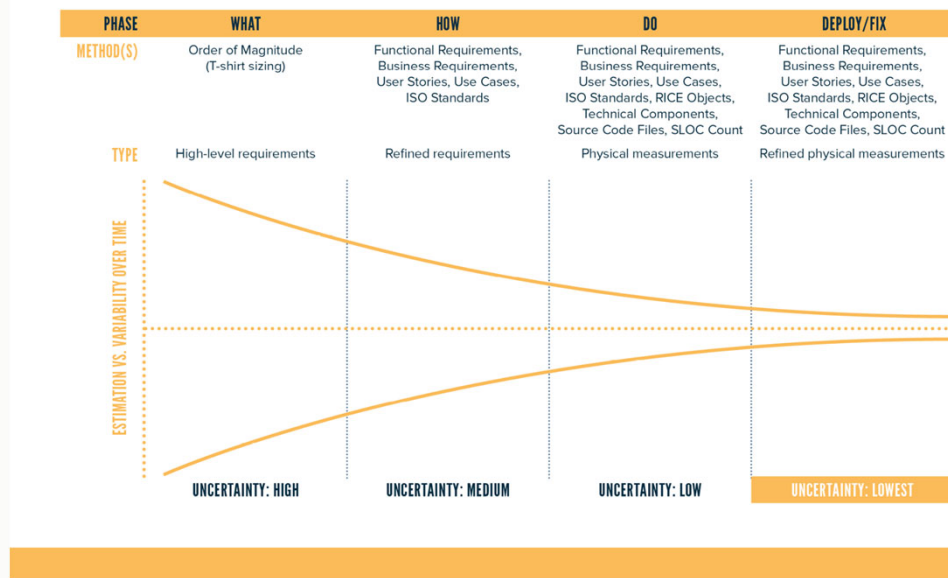 PHASE WHAT HOW DO DEPLOY/FIX
METHOD(S)
Order of Magnitude
(T-shirt sizing)
Functional Requirements,
Business Requirements,
User Stories, Use Cases,
ISO Standards
Functional Requirements,
Business Requirements,
User Stories, Use Cases,
ISO Standards, RICE Objects,
Technical Components,
Source Code Files, SLOC Count
Functional Requirements,
Business Requirements,
User Stories, Use Cases,
ISO Standards, RICE Objects,
Technical Components,
Source Code Files, SLOC Count
TYPE High-level requirements Refined requirements Physical measurements Refined physical measurements
ESTIMATION VS. VARIABILITY OVER TIME
UNCERTAINTY: HIGH UNCERTAINTY: MEDIUM UNCERTAINTY: LOW UNCERTAINTY: LOWEST